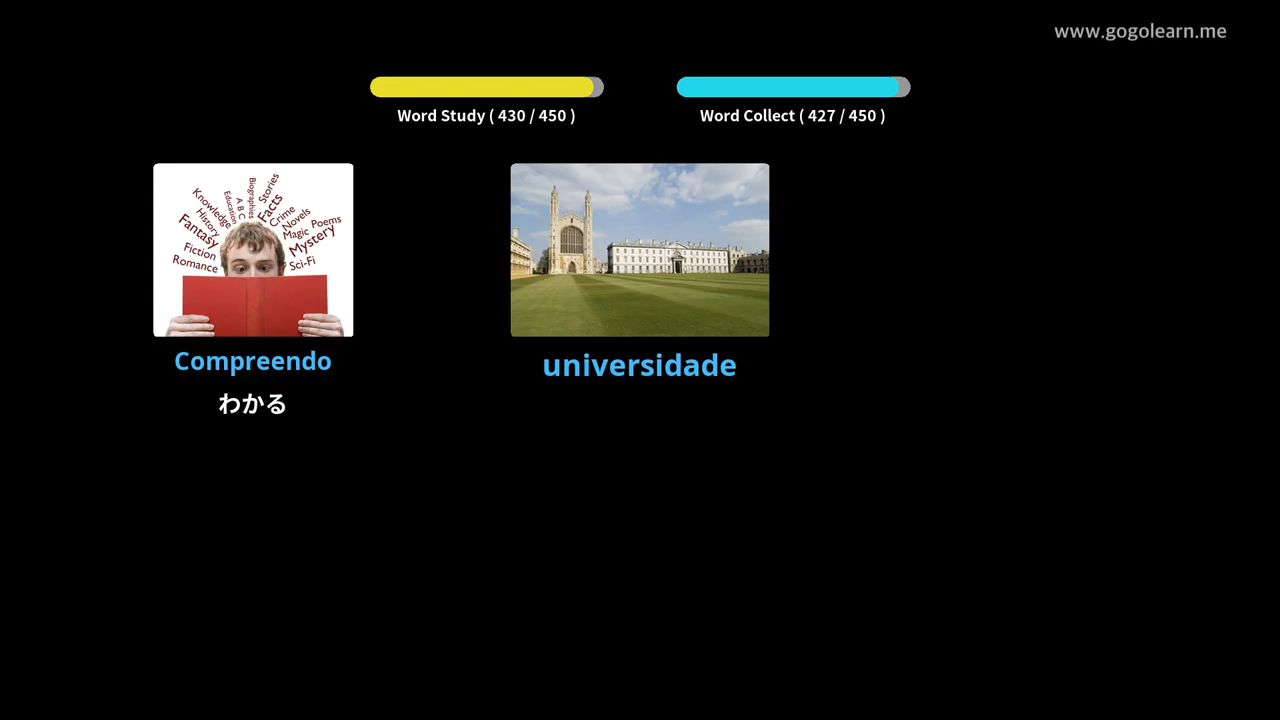 www.gogolearn.me
Word Study ( 430 / 450 )
Word Collect ( 427 / 450 )
Knowledge
History
Fantasy
Fiction
Romance
Education
A B C
Biographies
Stories
Facts
Crime
Novels
Magic
Poems
Mystery
Sci-Fi
Compreendo
わかる
universidade